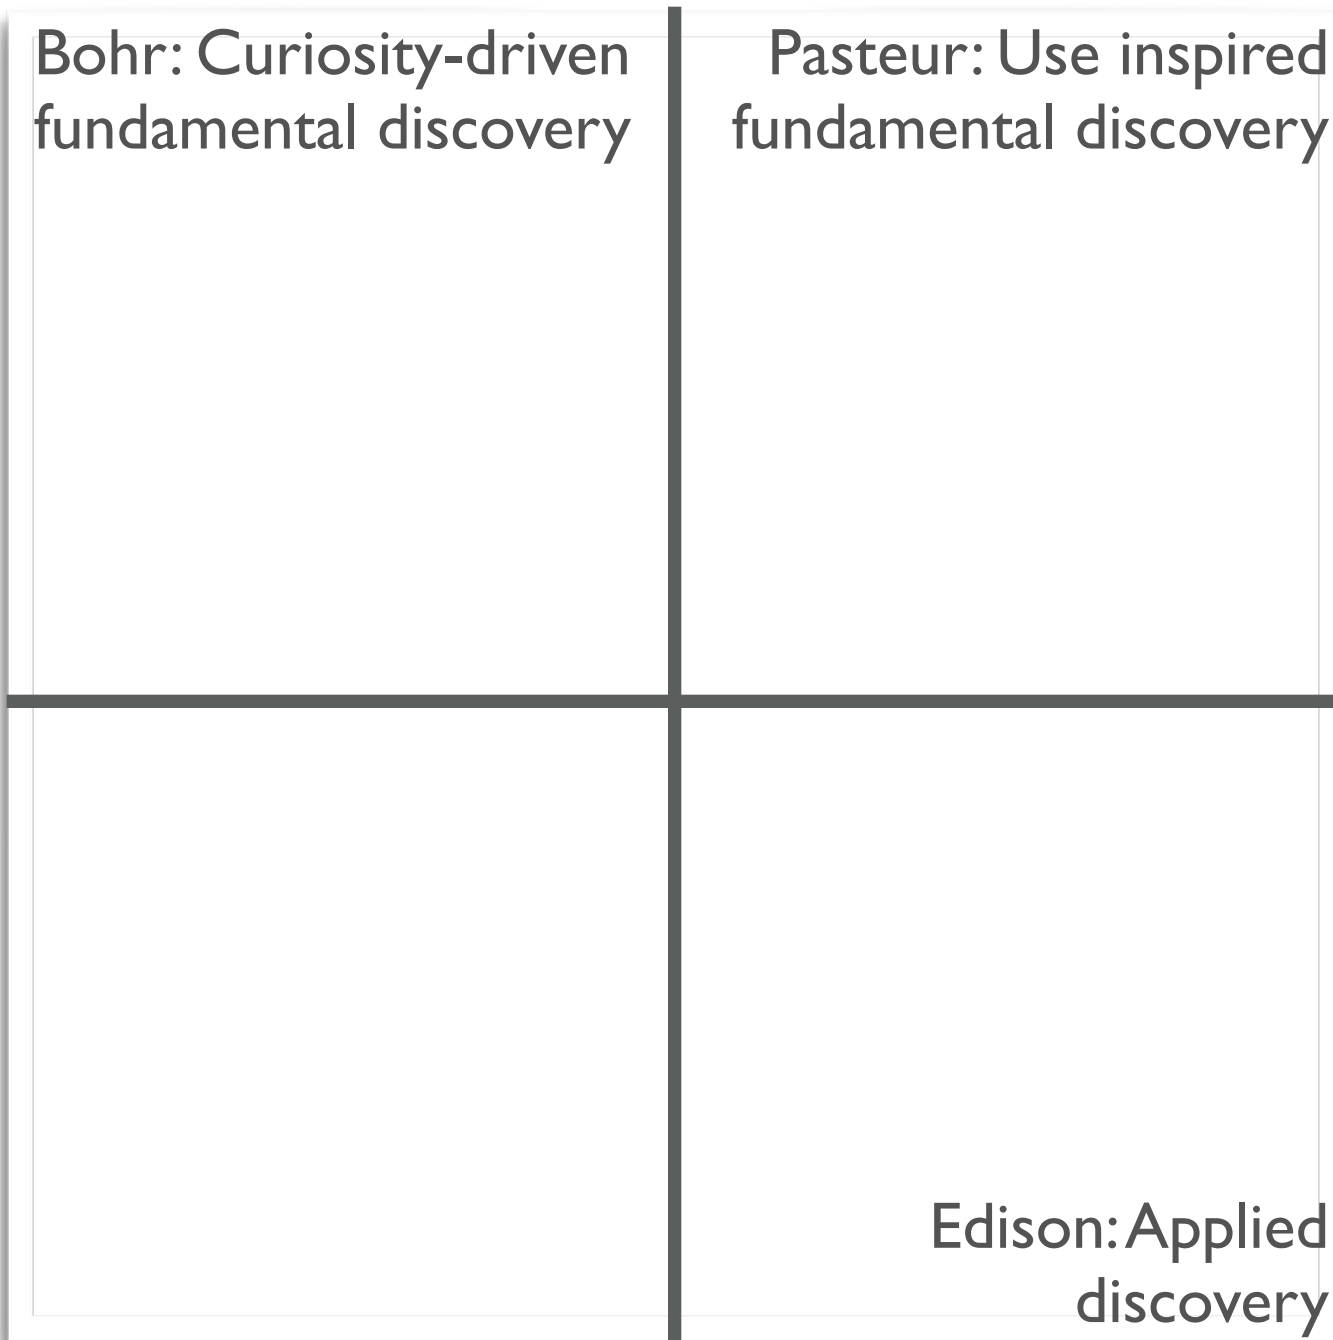 Bohr: Curiosity-driven
fundamental discovery
Pasteur: Use inspired
fundamental discovery
Edison: Applied
discovery